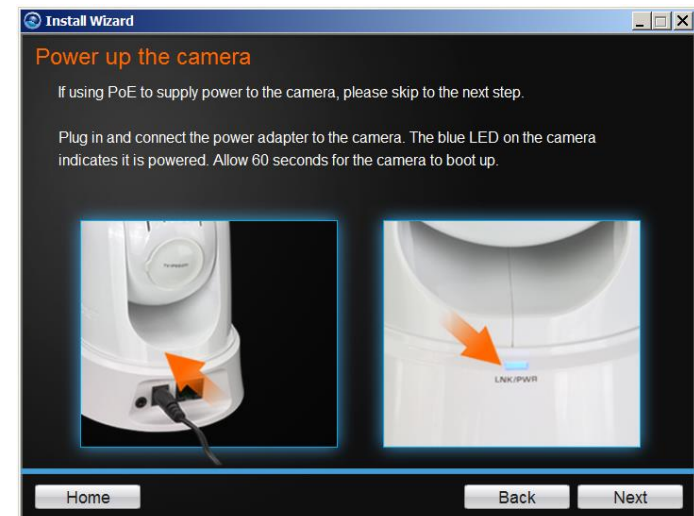 Install Wizard
Power up the camera
If using PoE to supply power to the camera, please skip to the next step.
Plug in and connect the power adapter to the camera. The blue LED on the camera
indicates it is powered. Allow 60 seconds for the camera to boot up.
LNK/PWR
Home
Back
Next